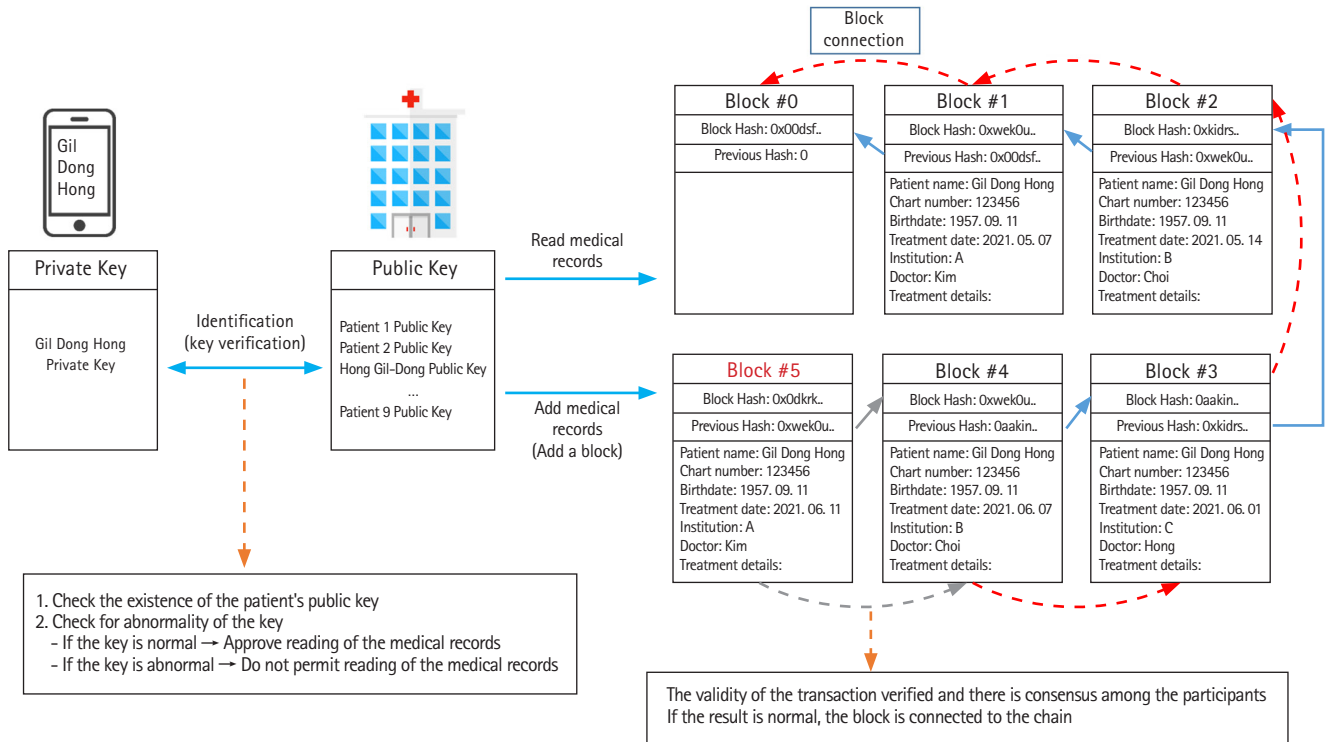 Block
connection
Gil
Dong
Hong
Private Key
Gil Dong Hong
Private Key
Identification
(key verification)
Public Key
Patient 1 Public Key
Patient 2 Public Key
Hong Gil-Dong Public Key
...
Patient 9 Public Key
Read medical
records
Add medical
records
(Add a block)
Block #0
Block Hash: 0x00dsf..
Previous Hash: 0
Block #1
Block Hash: 0xwek0u..
Previous Hash: 0x00dsf..
Patient name: Gil Dong Hong
Chart number: 123456
Birthdate: 1957. 09. 11
Treatment date: 2021. 05. 07
Institution: A
Doctor: Kim
Treatment details:
Block #2
Block Hash: 0xkidrs..
Previous Hash: 0xwek0u..
Patient name: Gil Dong Hong
Chart number: 123456
Birthdate: 1957. 09. 11
Treatment date: 2021. 05. 14
Institution: B
Doctor: Choi
Treatment details:
Block #5
Block Hash: 0x0dkrk..
Previous Hash: 0xwek0u..
Patient name: Gil Dong Hong
Chart number: 123456
Birthdate: 1957. 09. 11
Treatment date: 2021. 06. 11
Institution: A
Doctor: Kim
Treatment details:
Block #4
Block Hash: 0xwek0u..
Previous Hash: 0aakin..
Patient name: Gil Dong Hong
Chart number: 123456
Birthdate: 1957. 09. 11
Treatment date: 2021. 06. 07
Institution: B
Doctor: Choi
Treatment details:
Block #3
Block Hash: 0aakin..
Previous Hash: 0xkidrs..
Patient name: Gil Dong Hong
Chart number: 123456
Birthdate: 1957. 09. 11
Treatment date: 2021. 06. 01
Institution: C
Doctor: Hong
Treatment details:
1. Check the existence of the patient's public key
2. Check for abnormality of the key
- If the key is normal → Approve reading of the medical records
- If the key is abnormal → Do not permit reading of the medical records
The validity of the transaction verified and there is consensus among the participants
If the result is normal, the block is connected to the chain